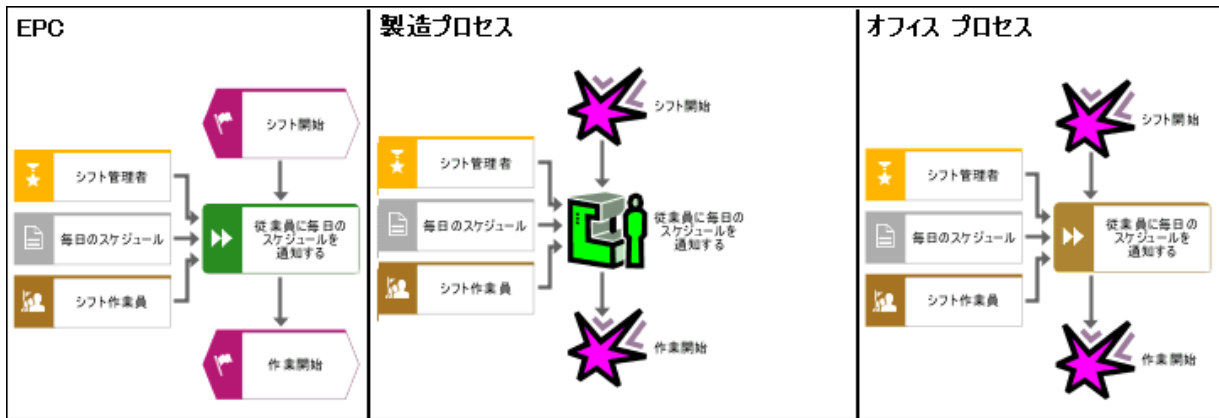 EPC
シフト開始
シフト管理者
毎日のスケジュール
シフト作業員
従業員に毎日の
スケジュールを
通知する
作業開始
製造プロセス
シフト開始
シフト管理者
毎日のスケジュール
シフト作業員
従業員に毎日の
スケジュールを
通知する
作業開始
オフィス プロセス
シフト開始
シフト管理者
毎日のスケジュール
シフト作業員
従業員に毎日の
スケジュールを
通知する
作業開始